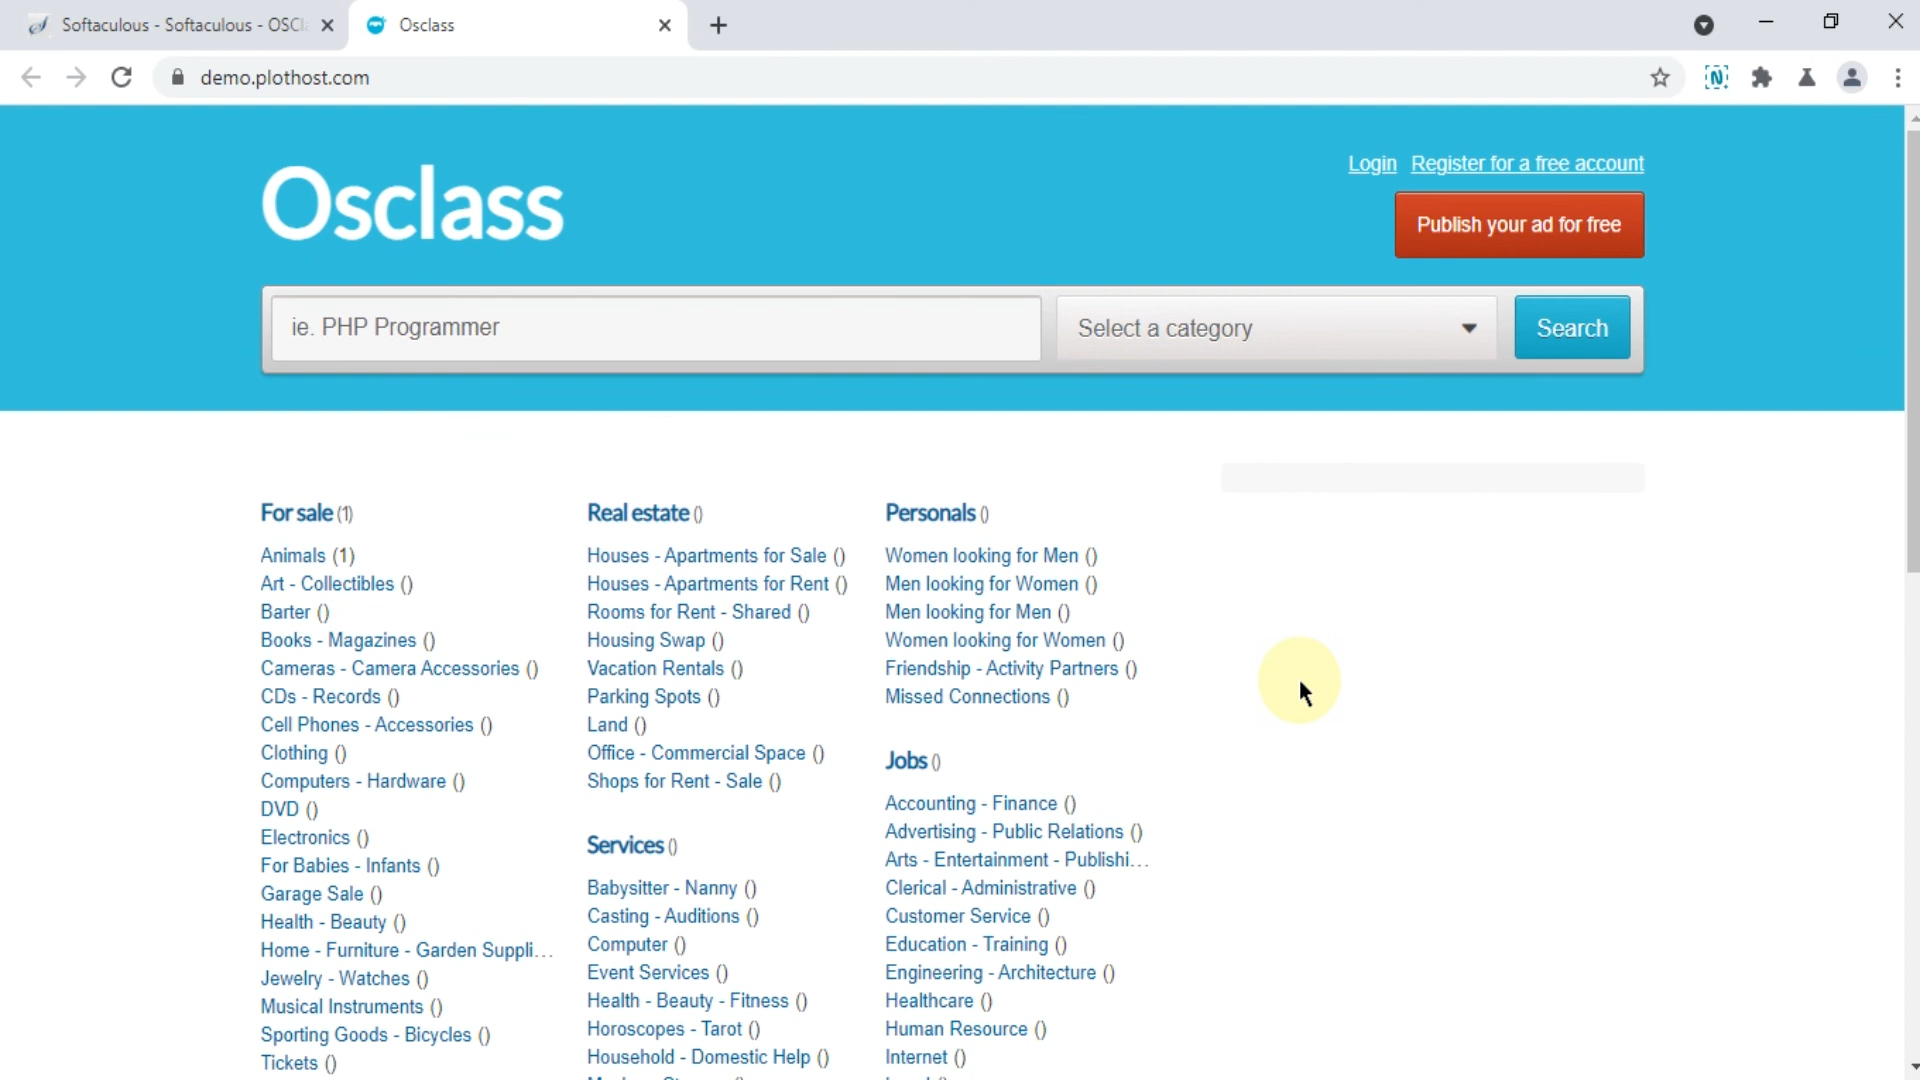 Softaculous - Softaculous - OSCl
Osclass
demo.plothost.com
Login Register for a free account
Osclass
Publish your ad for free
ie. PHP Programmer
Select a category
Search
For sale (1)
Animals (1)
Art - Collectibles ()
Barter ()
Books - Magazines ()
Cameras - Camera Accessories ()
CDs - Records ()
Cell Phones - Accessories ()
Clothing ()
Computers - Hardware ()
DVD ()
Electronics ()
For Babies - Infants ()
Garage Sale ()
Health - Beauty ()
Home - Furniture - Garden Suppli...
Jewelry - Watches ()
Musical Instruments ()
Sporting Goods - Bicycles ()
Tickets ()
Real estate ()
Houses - Apartments for Sale ()
Houses - Apartments for Rent ()
Rooms for Rent - Shared ()
Housing Swap ()
Vacation Rentals ()
Parking Spots ()
Land ()
Office - Commercial Space ()
Shops for Rent - Sale ()
Services ()
Babysitter - Nanny ()
Casting - Auditions ()
Computer ()
Event Services ()
Health - Beauty - Fitness ()
Horoscopes - Tarot ()
Household - Domestic Help ()
Personals ()
Women looking for Men ()
Men looking for Women ()
Men looking for Men ()
Women looking for Women ()
Friendship - Activity Partners ()
Missed Connections ()
Jobs ()
Accounting - Finance ()
Advertising - Public Relations ()
Arts - Entertainment - Publishi...
Clerical - Administrative ()
Customer Service ()
Education - Training ()
Engineering - Architecture ()
Healthcare ()
Human Resource ()
Internet ()